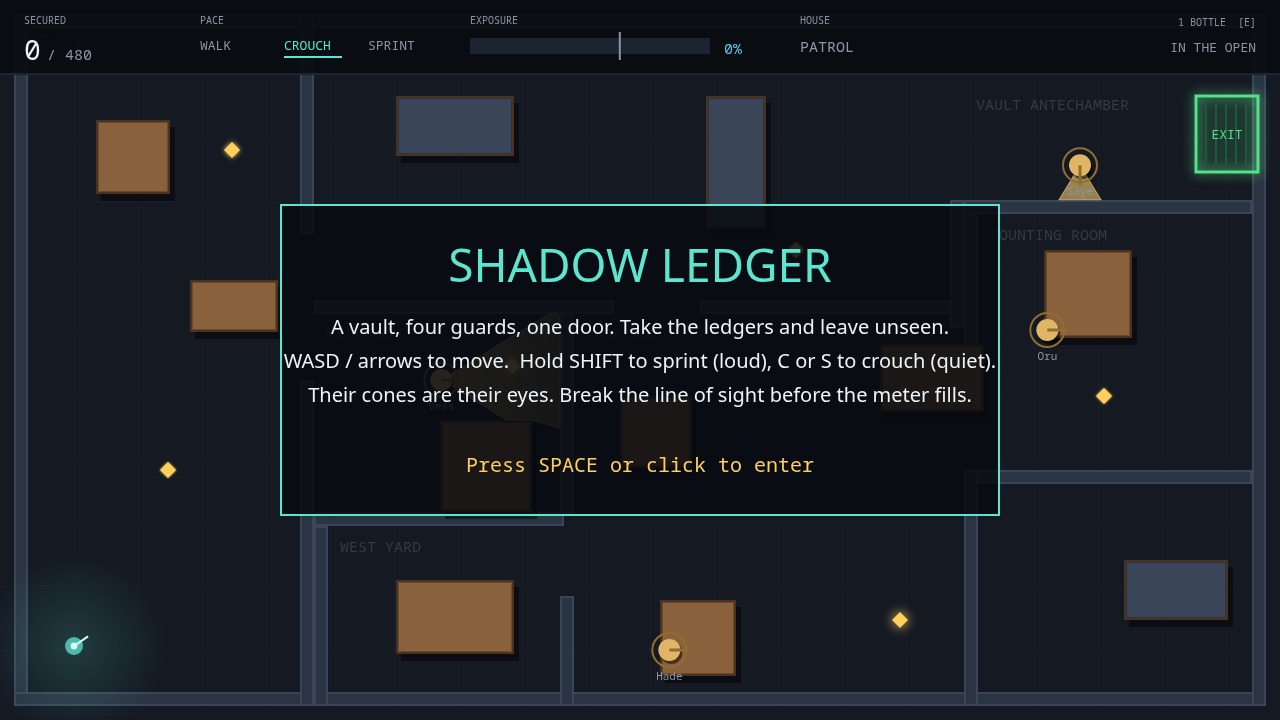 SECURED
PACE
EXPOSURE
HOUSE
1 BOTTLE [E]
0 / 480
WALK
CROUCH
SPRINT
0%
PATROL
IN THE OPEN
VAULT ANTECHAMBER
EXIT
COUNTING ROOM
SHADOW LEDGER
A vault, four guards, one door. Take the ledgers and leave unseen.
WASD / arrows to move. Hold SHIFT to sprint (loud), C or S to crouch (quiet).
Their cones are their eyes. Break the line of sight before the meter fills.
Oru
Press SPACE or click to enter
WEST YARD
Hade